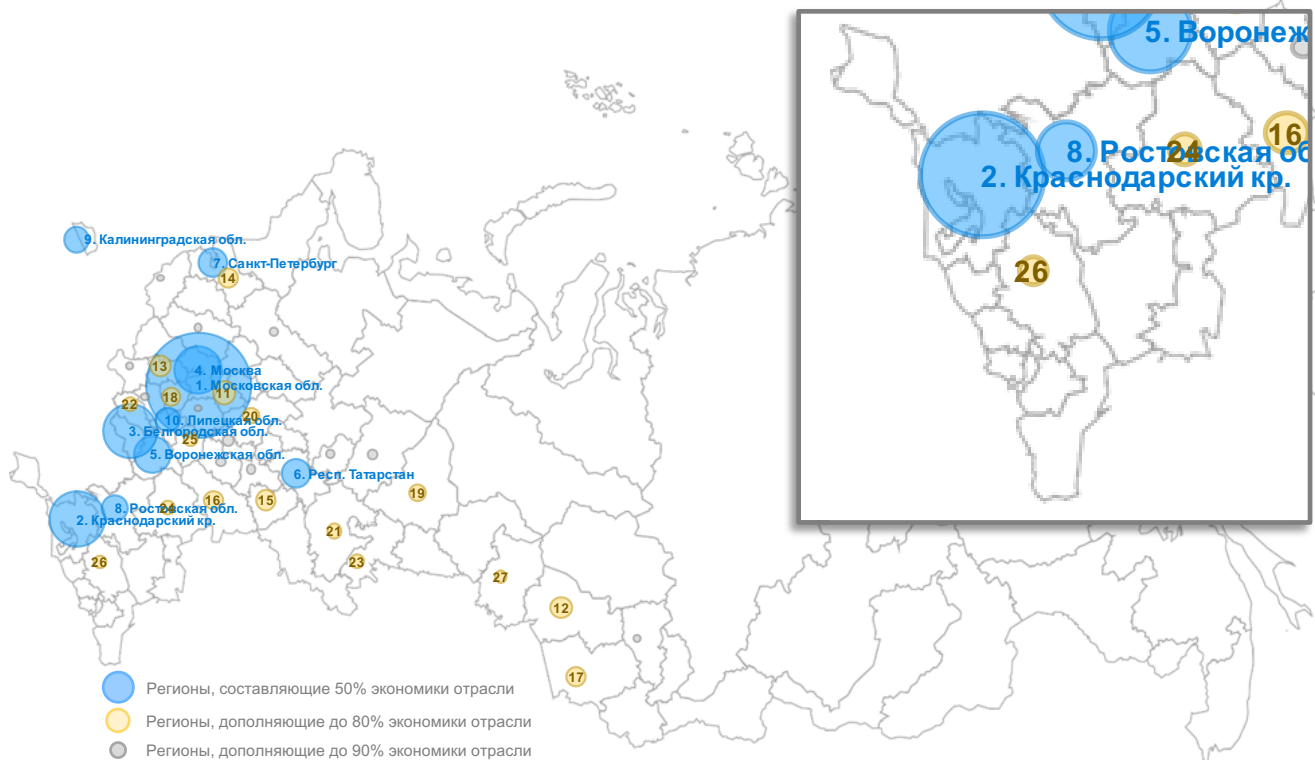 5. Воронеж
16
24
8. Ростовская об
2. Краснодарский кр.
26
9. Калининградская обл.
7. Санкт-Петербург
14
13
4. Москва
1. Московская обл.
11
18
22
20
10. Липецкая обл.
3. Белгородская обл.
25
5. Воронежская обл.
6. Респ. Татарстан
19
16
15
24
8. Ростовская обл.
2. Краснодарский кр.
21
23
26
27
12
17
Регионы, составляющие 50% экономики отрасли
Регионы, дополняющие до 80% экономики отрасли
Регионы, дополняющие до 90% экономики отрасли